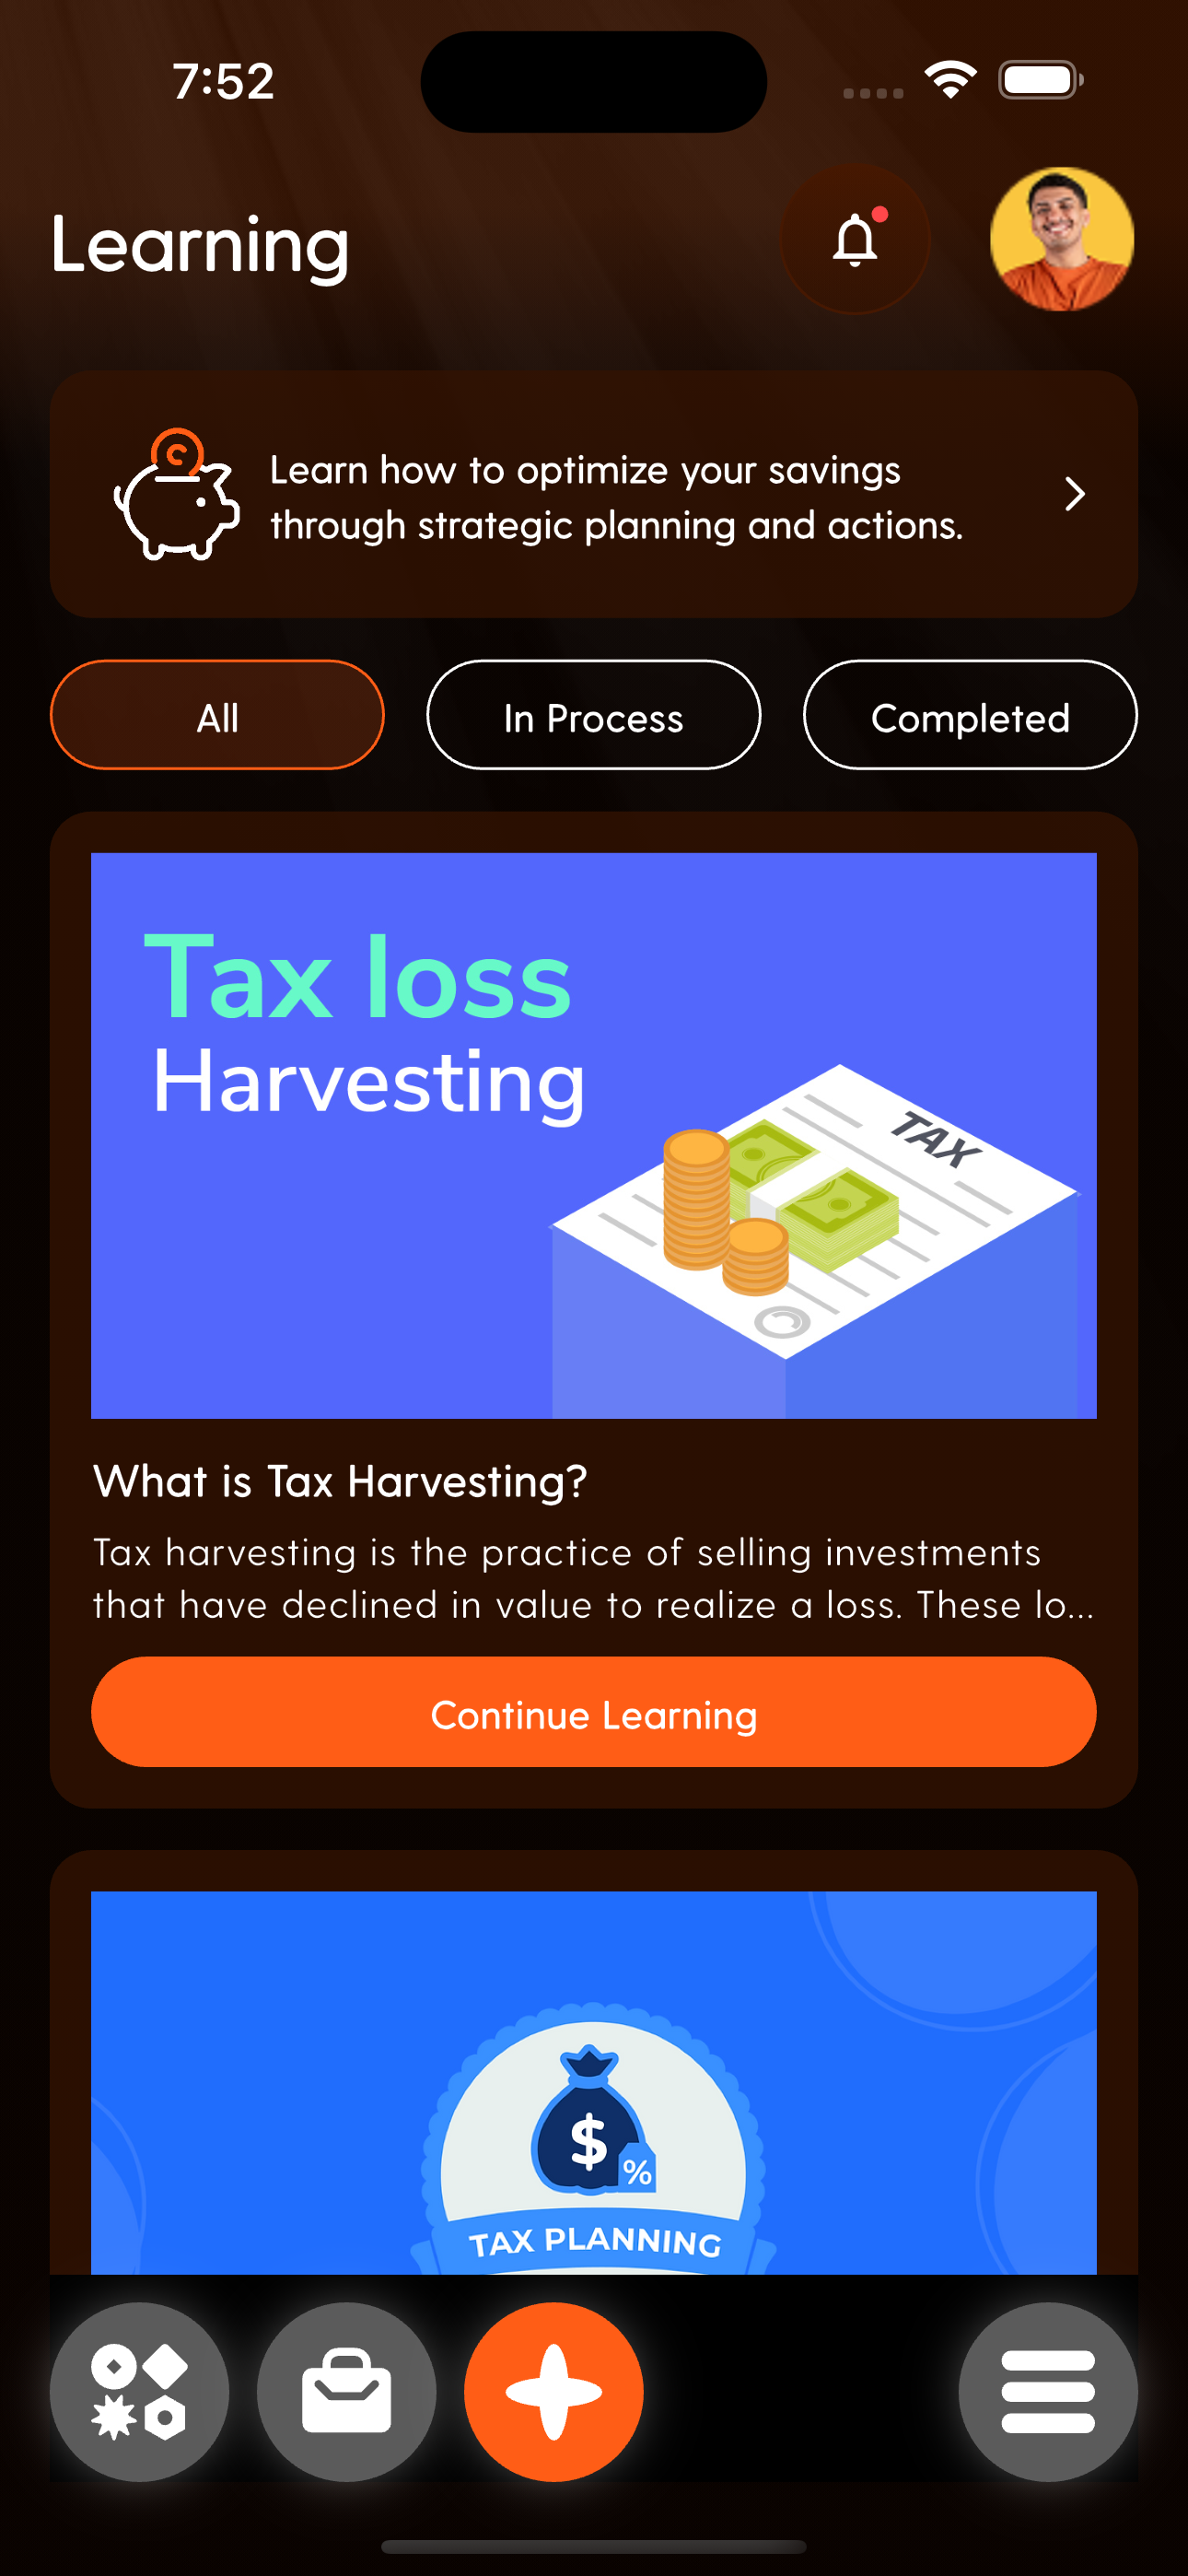 7:52
Learning
Learn how to optimize your savings
through strategic planning and actions.
All
In Process
Completed
Tax loss
Harvesting
TAX
What is Tax Harvesting?
Tax harvesting is the practice of selling investments
that have declined in value to realize a loss. These lo...
Continue Learning
$
%
TAX PLANNING